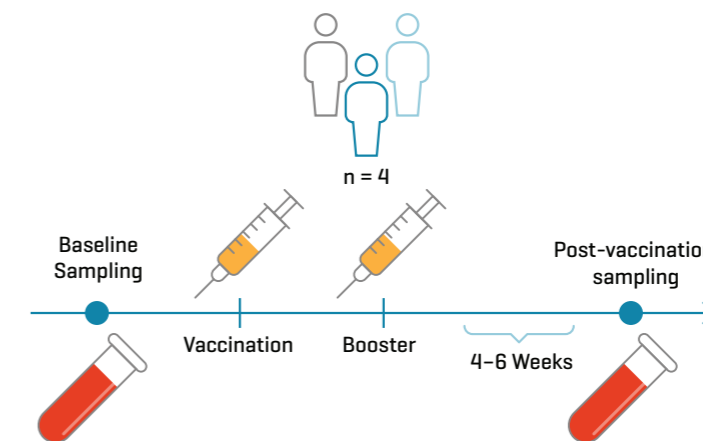 n = 4
Baseline
Sampling
Post-vaccinatio
sampling
Vaccination
Booster
4–6 Weeks